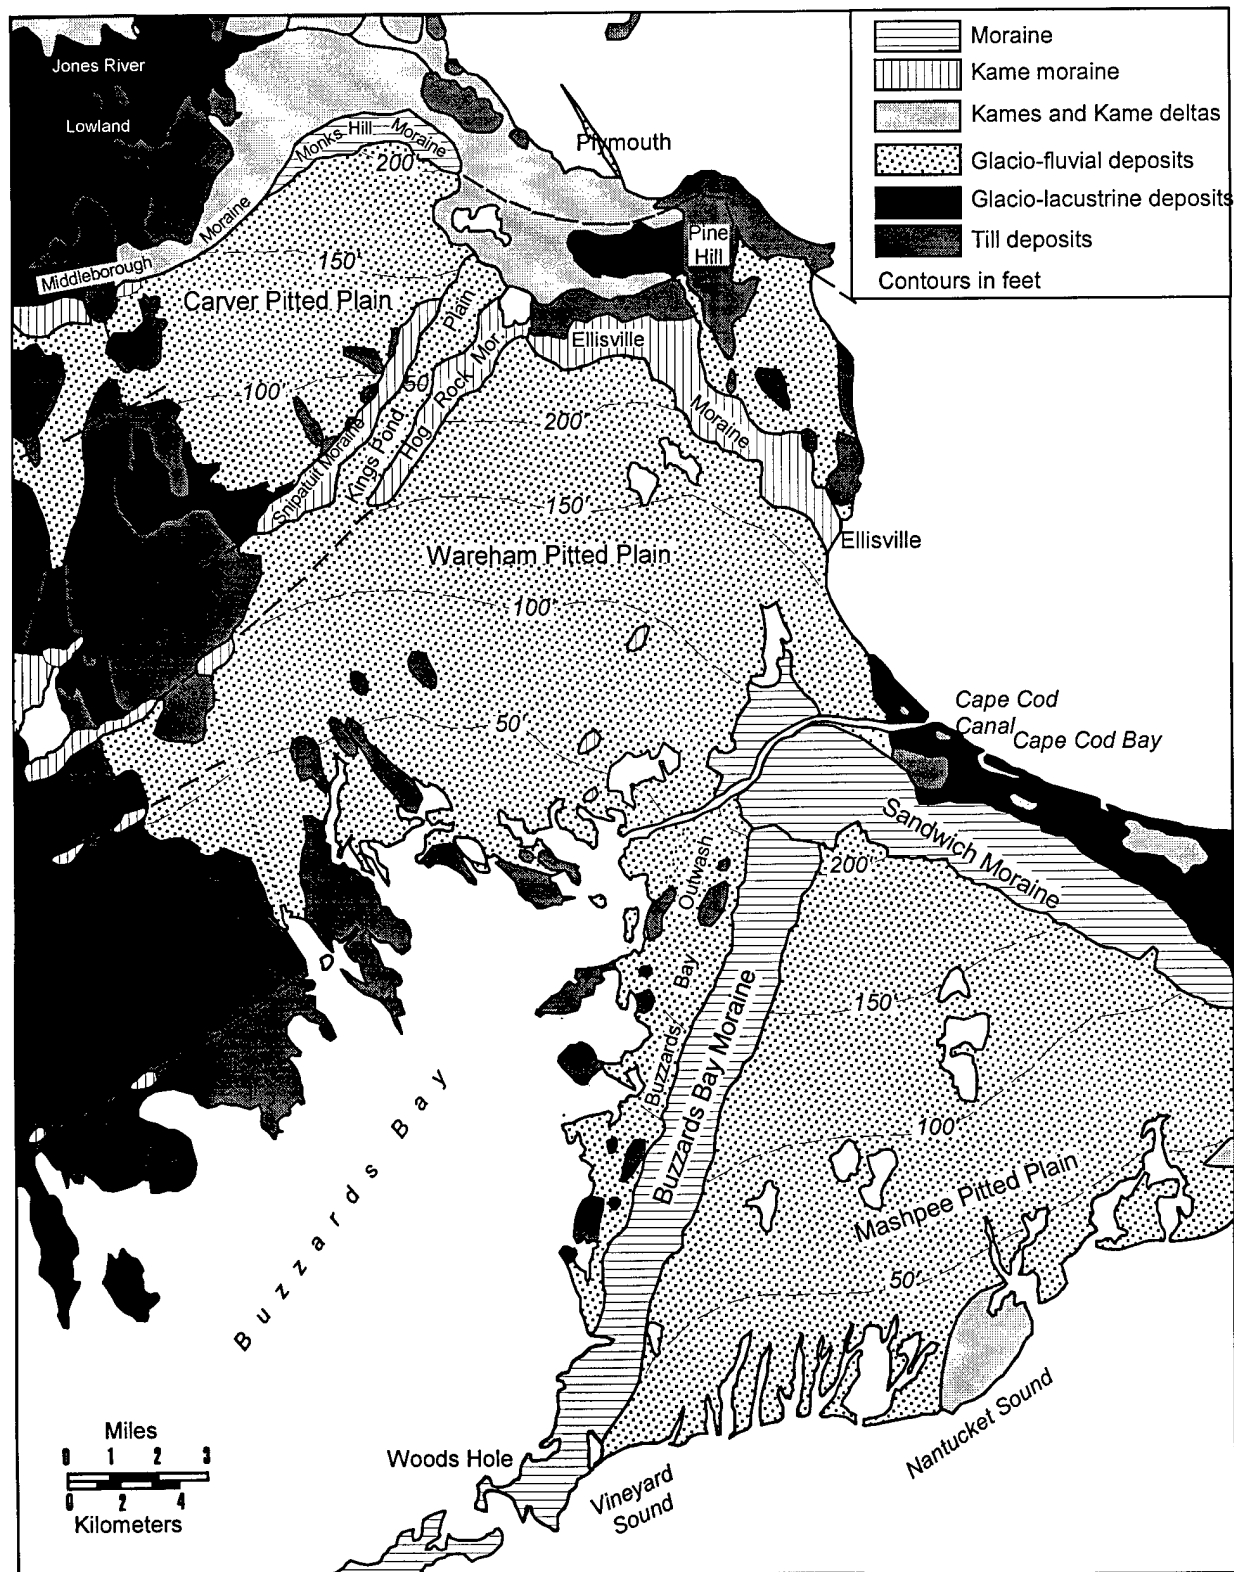 Moraine
Kame moraine
Kames and Kame deltas
Glacio-fluvial deposits
Glacio-lacustrine deposits
Till deposits
Contours in feet
Jones River
Lowland
Monks Hill Moraine
200'
Plymouth
Middleborough Moraine
150'
Carver Pitted Plain
Pine
Hill
100'
Snipatuit Moraine
Kings Pond Plain
50'
Hog Rock Mor
Ellisville Moraine
200'
150'
Ellisville
Wareham Pitted Plain
100'
50'
Cape Cod
Canal
Cape Cod Bay
Sandwich Moraine
200'
Buzzards Bay Outwash
Buzzards Bay Moraine
150'
100'
Mashpee Pitted Plain
50'
Buzzards Bay
Nantucket Sound
Woods Hole
Vineyard
Sound
Miles
0 1 2 3
0 2 4
Kilometers